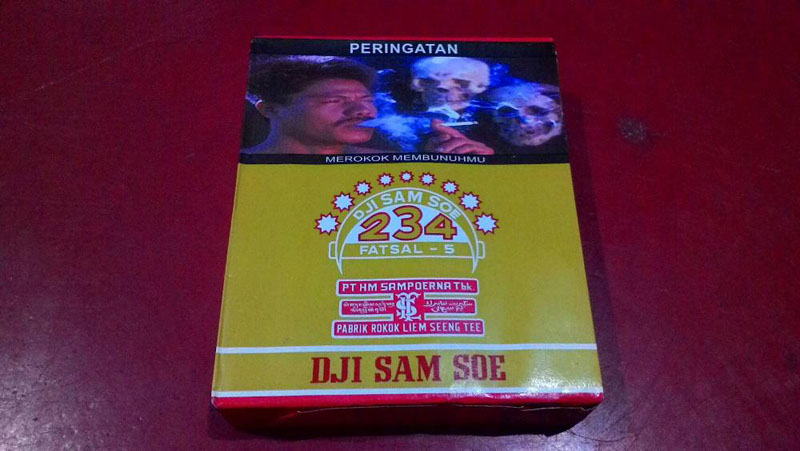 PERINGATAN
MEROKOK MEMBUNUHMU
DJI SAM SOE
234
FATSAL - 5
PT HM SAMPOERNA Tbk.
PABRIK ROKOK LIEM SEENG TEE
DJI SAM SOE